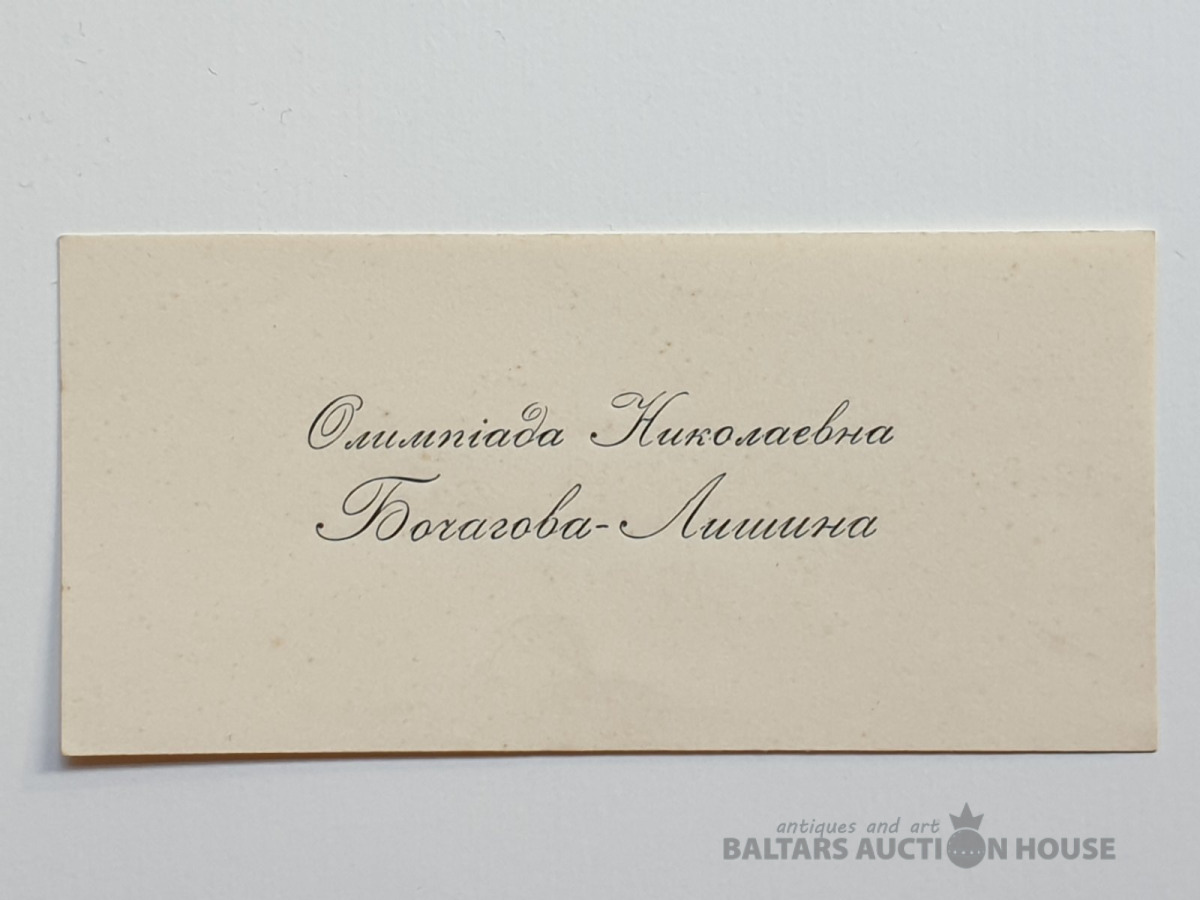 Олимпіада Николаевна
Бочагова-Лишина
antiques and art
BALTARS AUCTION HOUSE